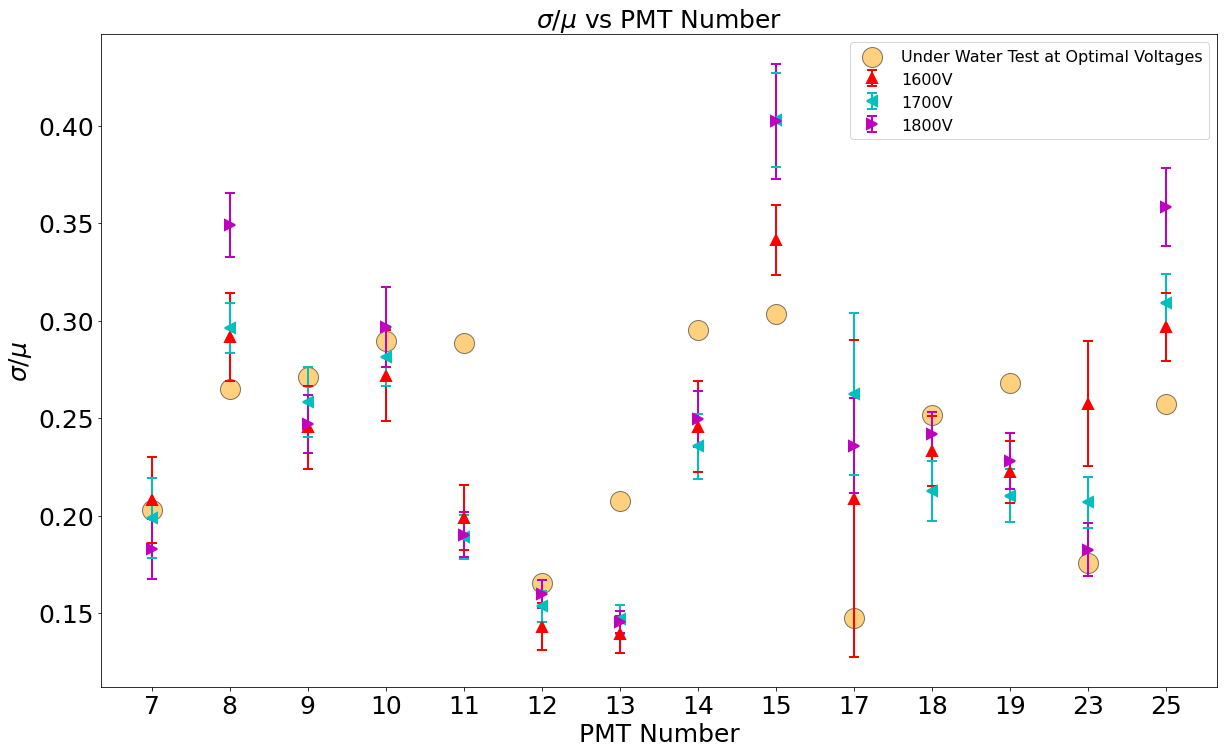 σ/μ vs PMT Number
Under Water Test at Optimal Voltages
1600V
1700V
1800V
σ/μ
0.40
0.35
0.30
0.25
0.20
0.15
7 8 9 10 11 12 13 14 15 17 18 19 23 25
PMT Number